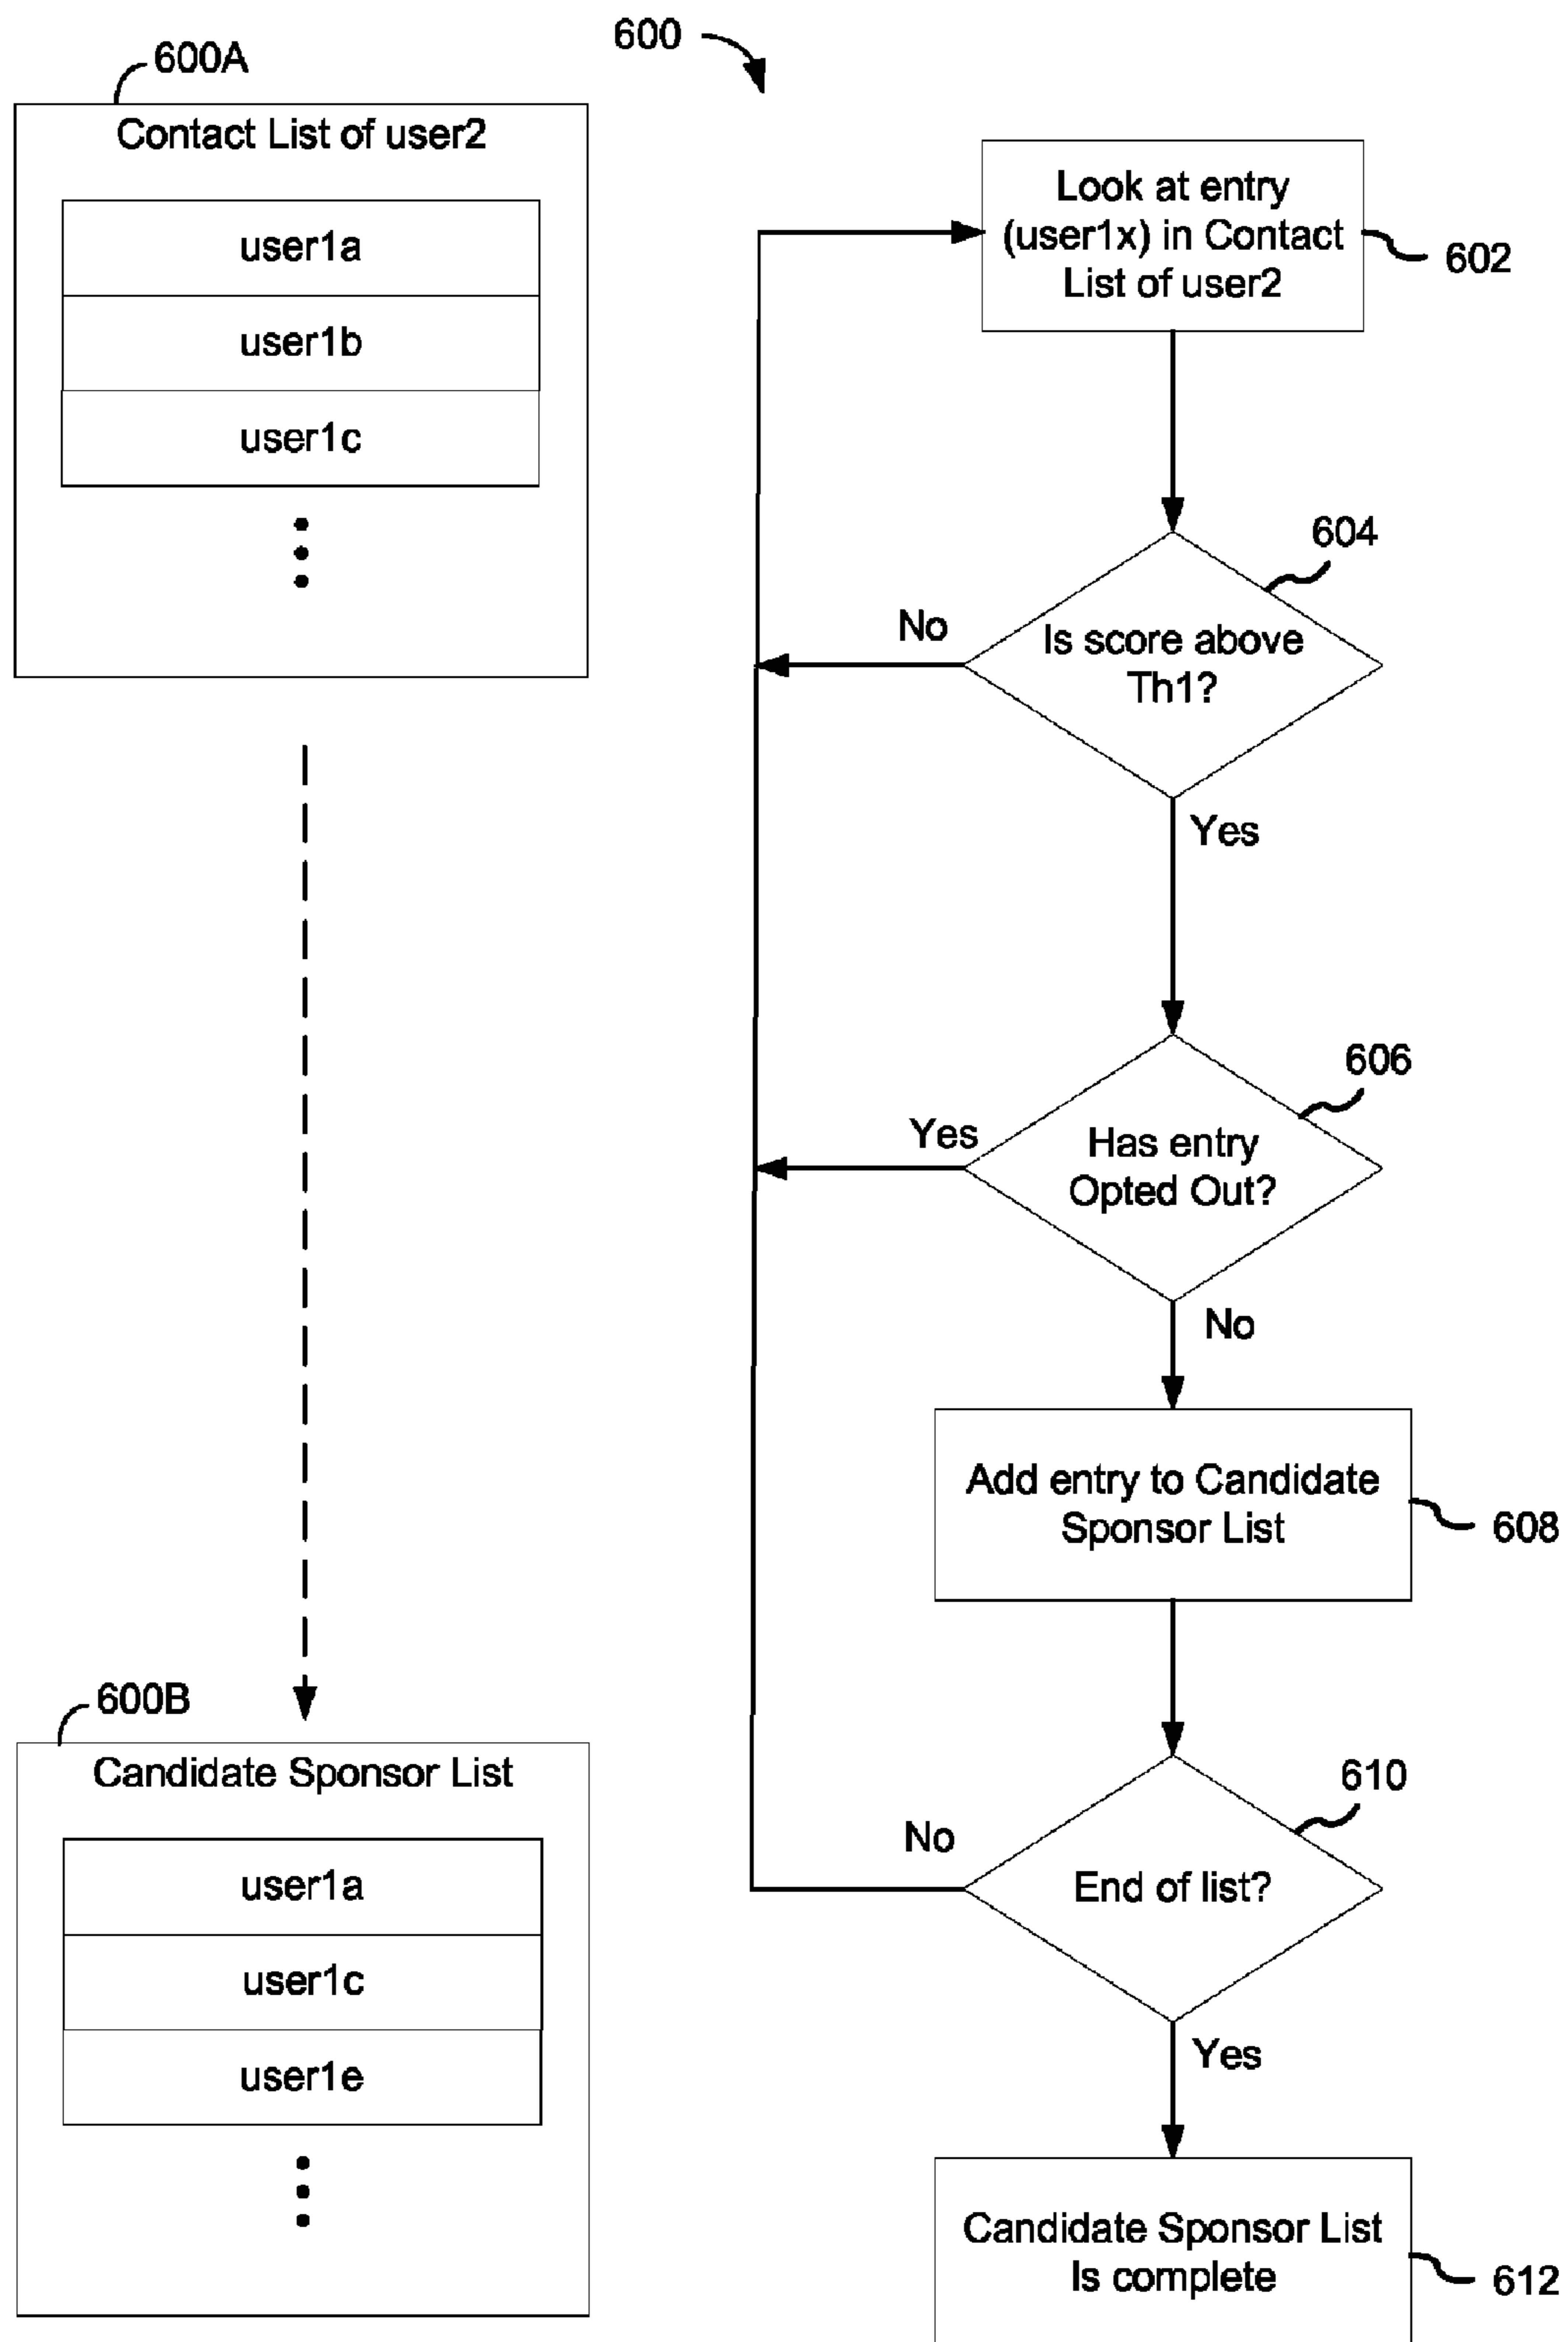 600A
Contact List of user2
user1a
user1b
user1c
600B
Candidate Sponsor List
user1a
user1c
user1e
600
Look at entry
(user1x) in Contact
List of user2
602
604
Is score above
Th1?
No
Yes
606
Has entry
Opted Out?
Yes
No
Add entry to Candidate
Sponsor List
608
610
End of list?
No
Yes
Candidate Sponsor List
Is complete
612